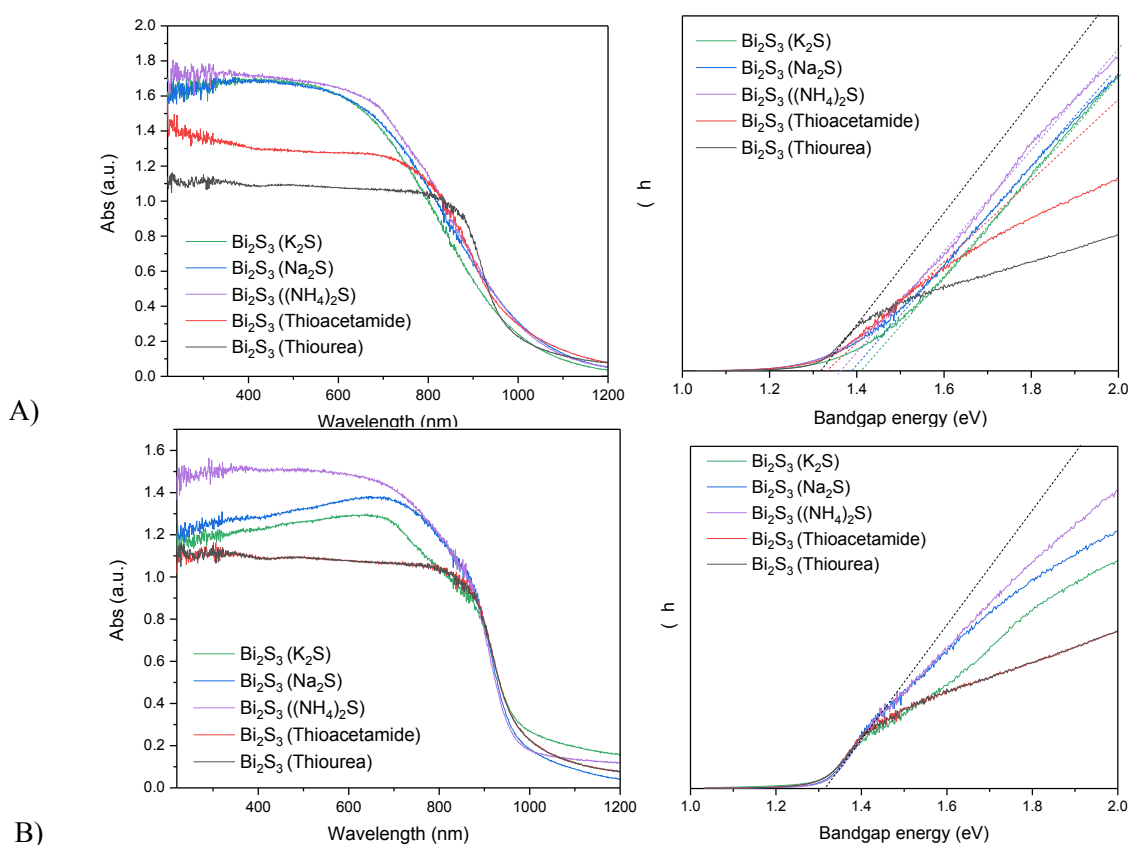 2.0
1.8
1.6
1.4
1.2
1.0
0.8
0.6
0.4
0.2
0.0
Abs (a.u.)
Bi₂S₃ (K₂S)
Bi₂S₃ (Na₂S)
Bi₂S₃ ((NH₄)₂S)
Bi₂S₃ (Thioacetamide)
Bi₂S₃ (Thiourea)
400 600 800 1000 1200
Wavelength (nm)
Bi₂S₃ (K₂S)
Bi₂S₃ (Na₂S)
Bi₂S₃ ((NH₄)₂S)
Bi₂S₃ (Thioacetamide)
Bi₂S₃ (Thiourea)
( h
1.0 1.2 1.4 1.6 1.8 2.0
Bandgap energy (eV)
A)
1.6
1.4
1.2
1.0
0.8
0.6
0.4
0.2
0.0
Abs (a.u.)
Bi₂S₃ (K₂S)
Bi₂S₃ (Na₂S)
Bi₂S₃ ((NH₄)₂S)
Bi₂S₃ (Thioacetamide)
Bi₂S₃ (Thiourea)
400 600 800 1000 1200
Wavelength (nm)
Bi₂S₃ (K₂S)
Bi₂S₃ (Na₂S)
Bi₂S₃ ((NH₄)₂S)
Bi₂S₃ (Thioacetamide)
Bi₂S₃ (Thiourea)
( h
1.0 1.2 1.4 1.6 1.8 2.0
Bandgap energy (eV)
B)